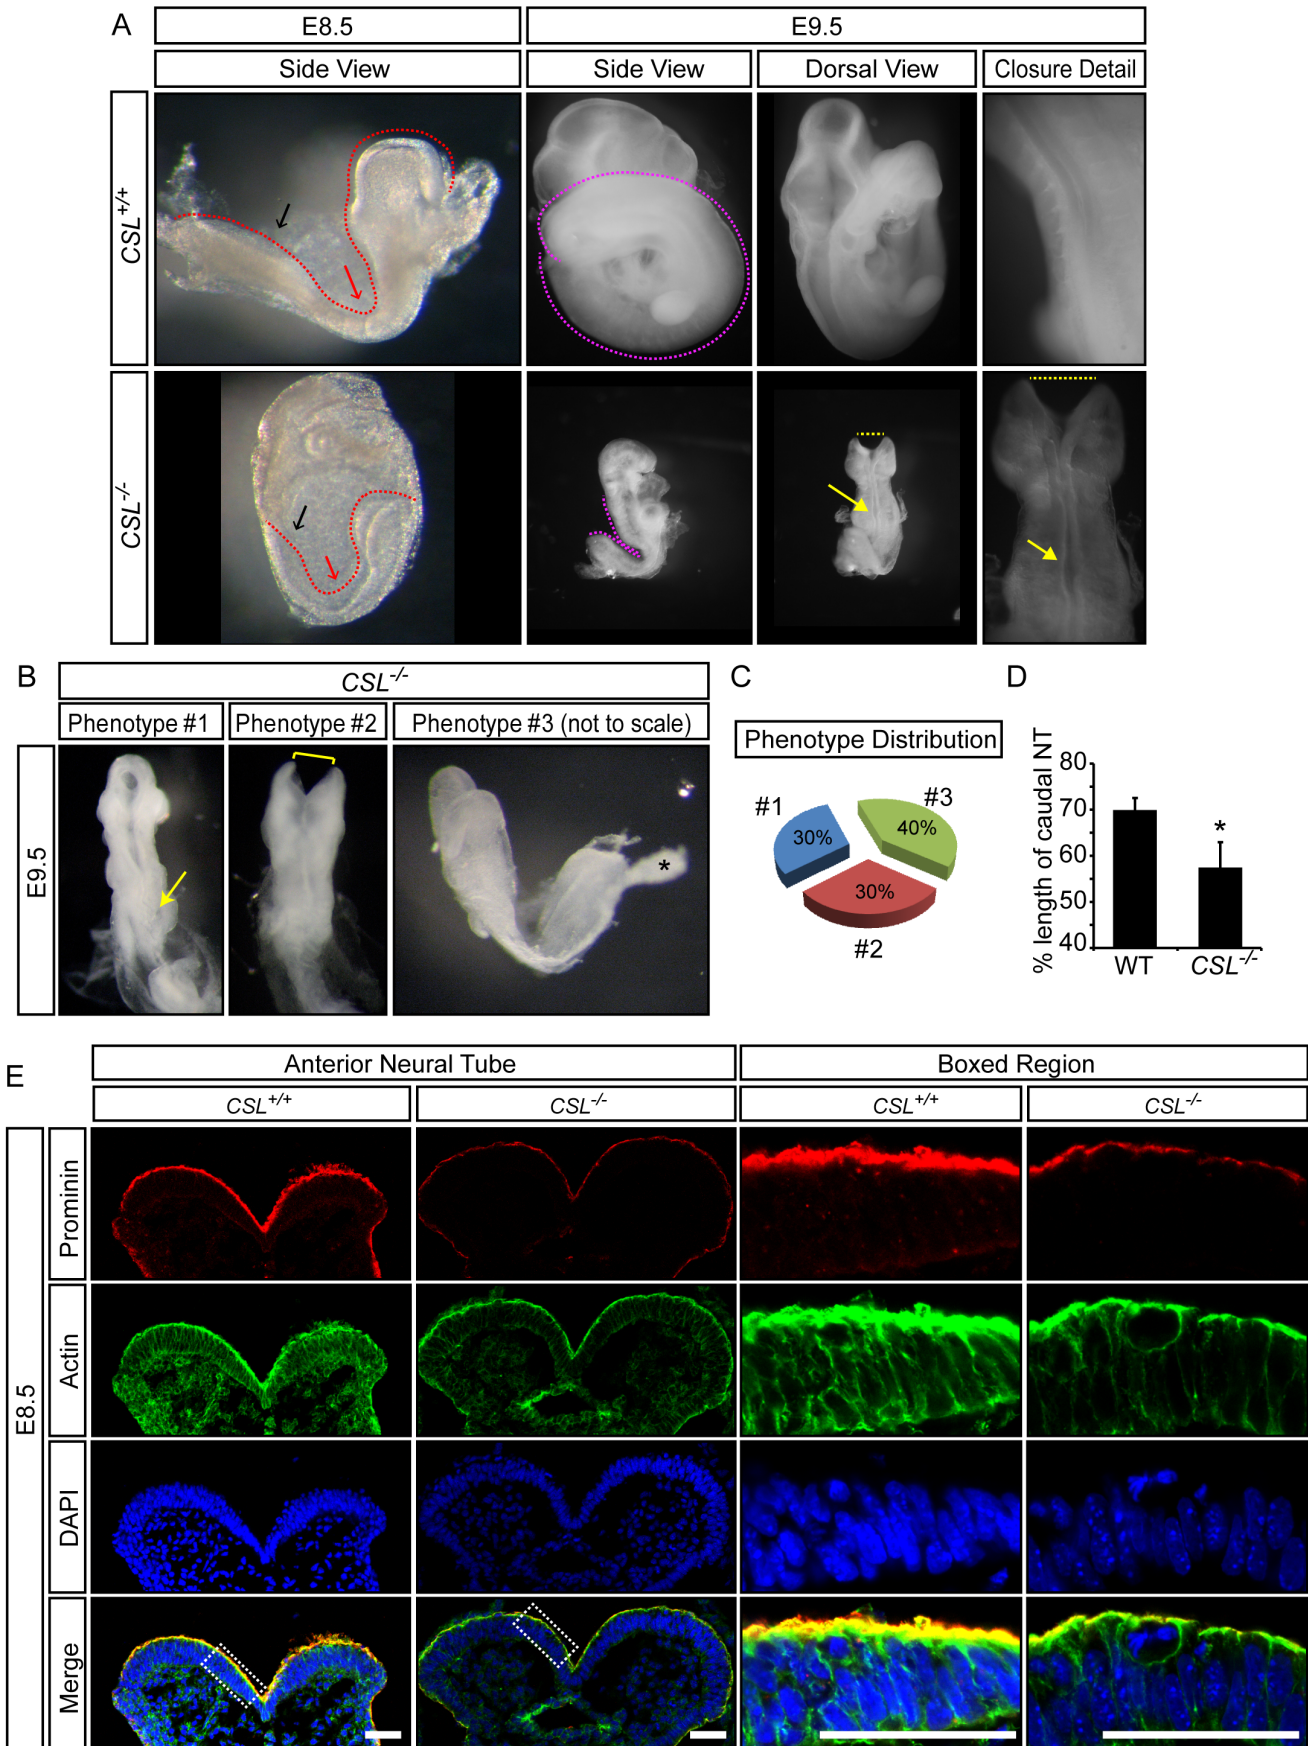 A
E8.5
E9.5
Side View
Side View
Dorsal View
Closure Detail
CSL+/+
CSL-/-
B
CSL-/-
Phenotype #1
Phenotype #2
Phenotype #3 (not to scale)
E9.5
*
C
Phenotype Distribution
#1
#3
30%
40%
30%
#2
D
% length of caudal NT
80
70
60
50
40
*
WT
CSL-/-
E
Anterior Neural Tube
Boxed Region
CSL+/+
CSL-/-
CSL+/+
CSL-/-
E8.5
Prominin
Actin
DAPI
Merge